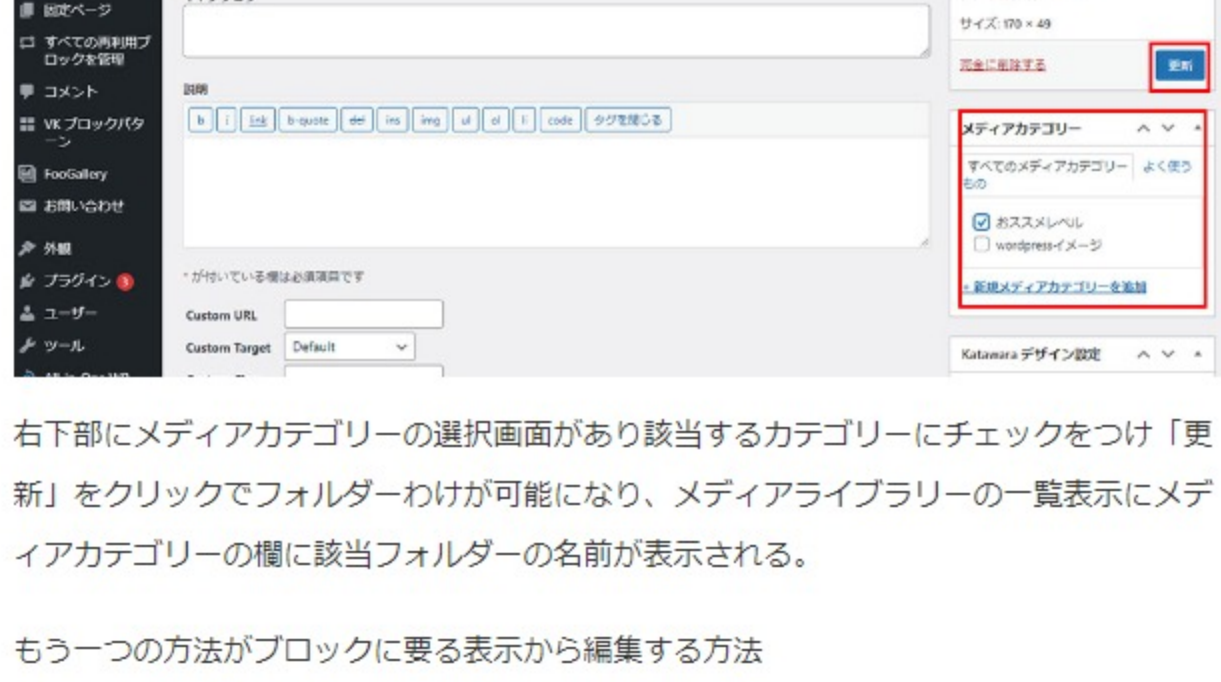 固定ページ
すべての再利用ブ
ロックを管理
コメント
VK ブロックパタ
ーン
FooGallery
お問い合わせ
外観
プラグイン 3
ユーザー
ツール
説明
b i link b-quote del ins img ul ol li code タグを閉じる
* が付いている欄は必須項目です
Custom URL
Custom Target Default
サイズ: 170 × 49
完全に削除する 更新
メディアカテゴリー
すべてのメディアカテゴリー よく使う
もの
おススメレベル
wordpress-イメージ
+ 新規メディアカテゴリーを追加
Katawara デザイン設定
右下部にメディアカテゴリーの選択画面があり該当するカテゴリーにチェックをつけ「更
新」をクリックでフォルダーわけが可能になり、メディアライブラリーの一覧表示にメデ
ィアカテゴリーの欄に該当フォルダーの名前が表示される。
もう一つの方法がブロックに要る表示から編集する方法